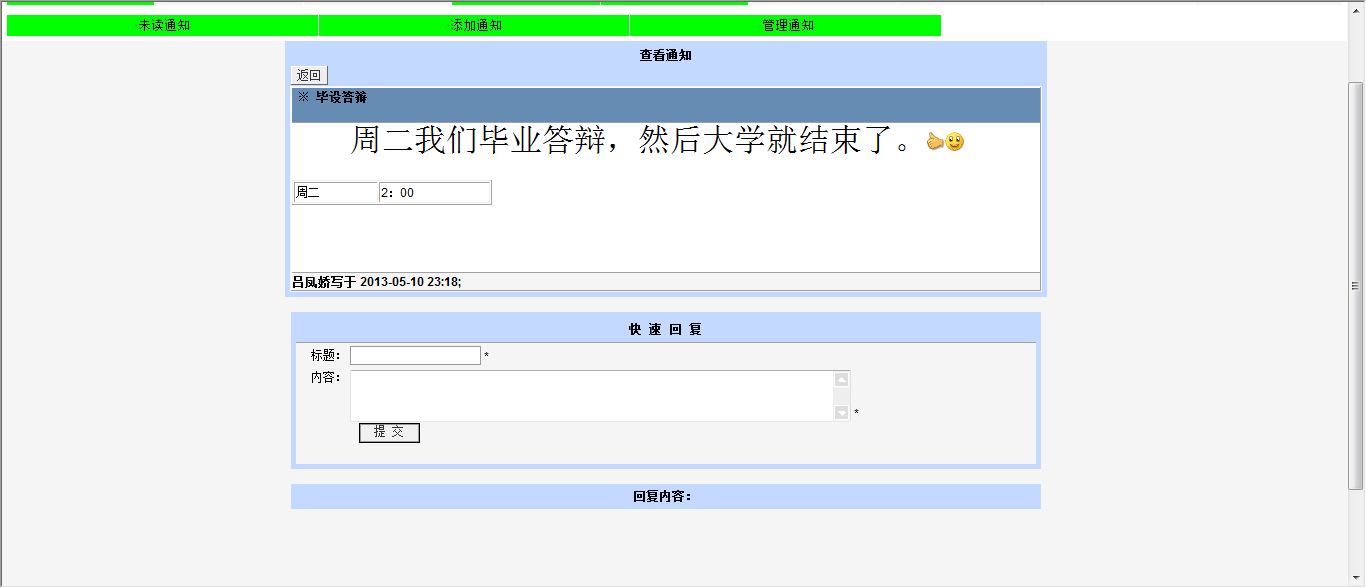 ·未读通知 ·添加通知 ·管理通知
查看通知
返回
※ 毕设答辩
周二我们毕业答辩，然后大学就结束了。
周二 2：00
吕凤娇写于 2013-05-10 23:18;
快 速 回 复
标题： *
内容： *
提 交
回复内容：